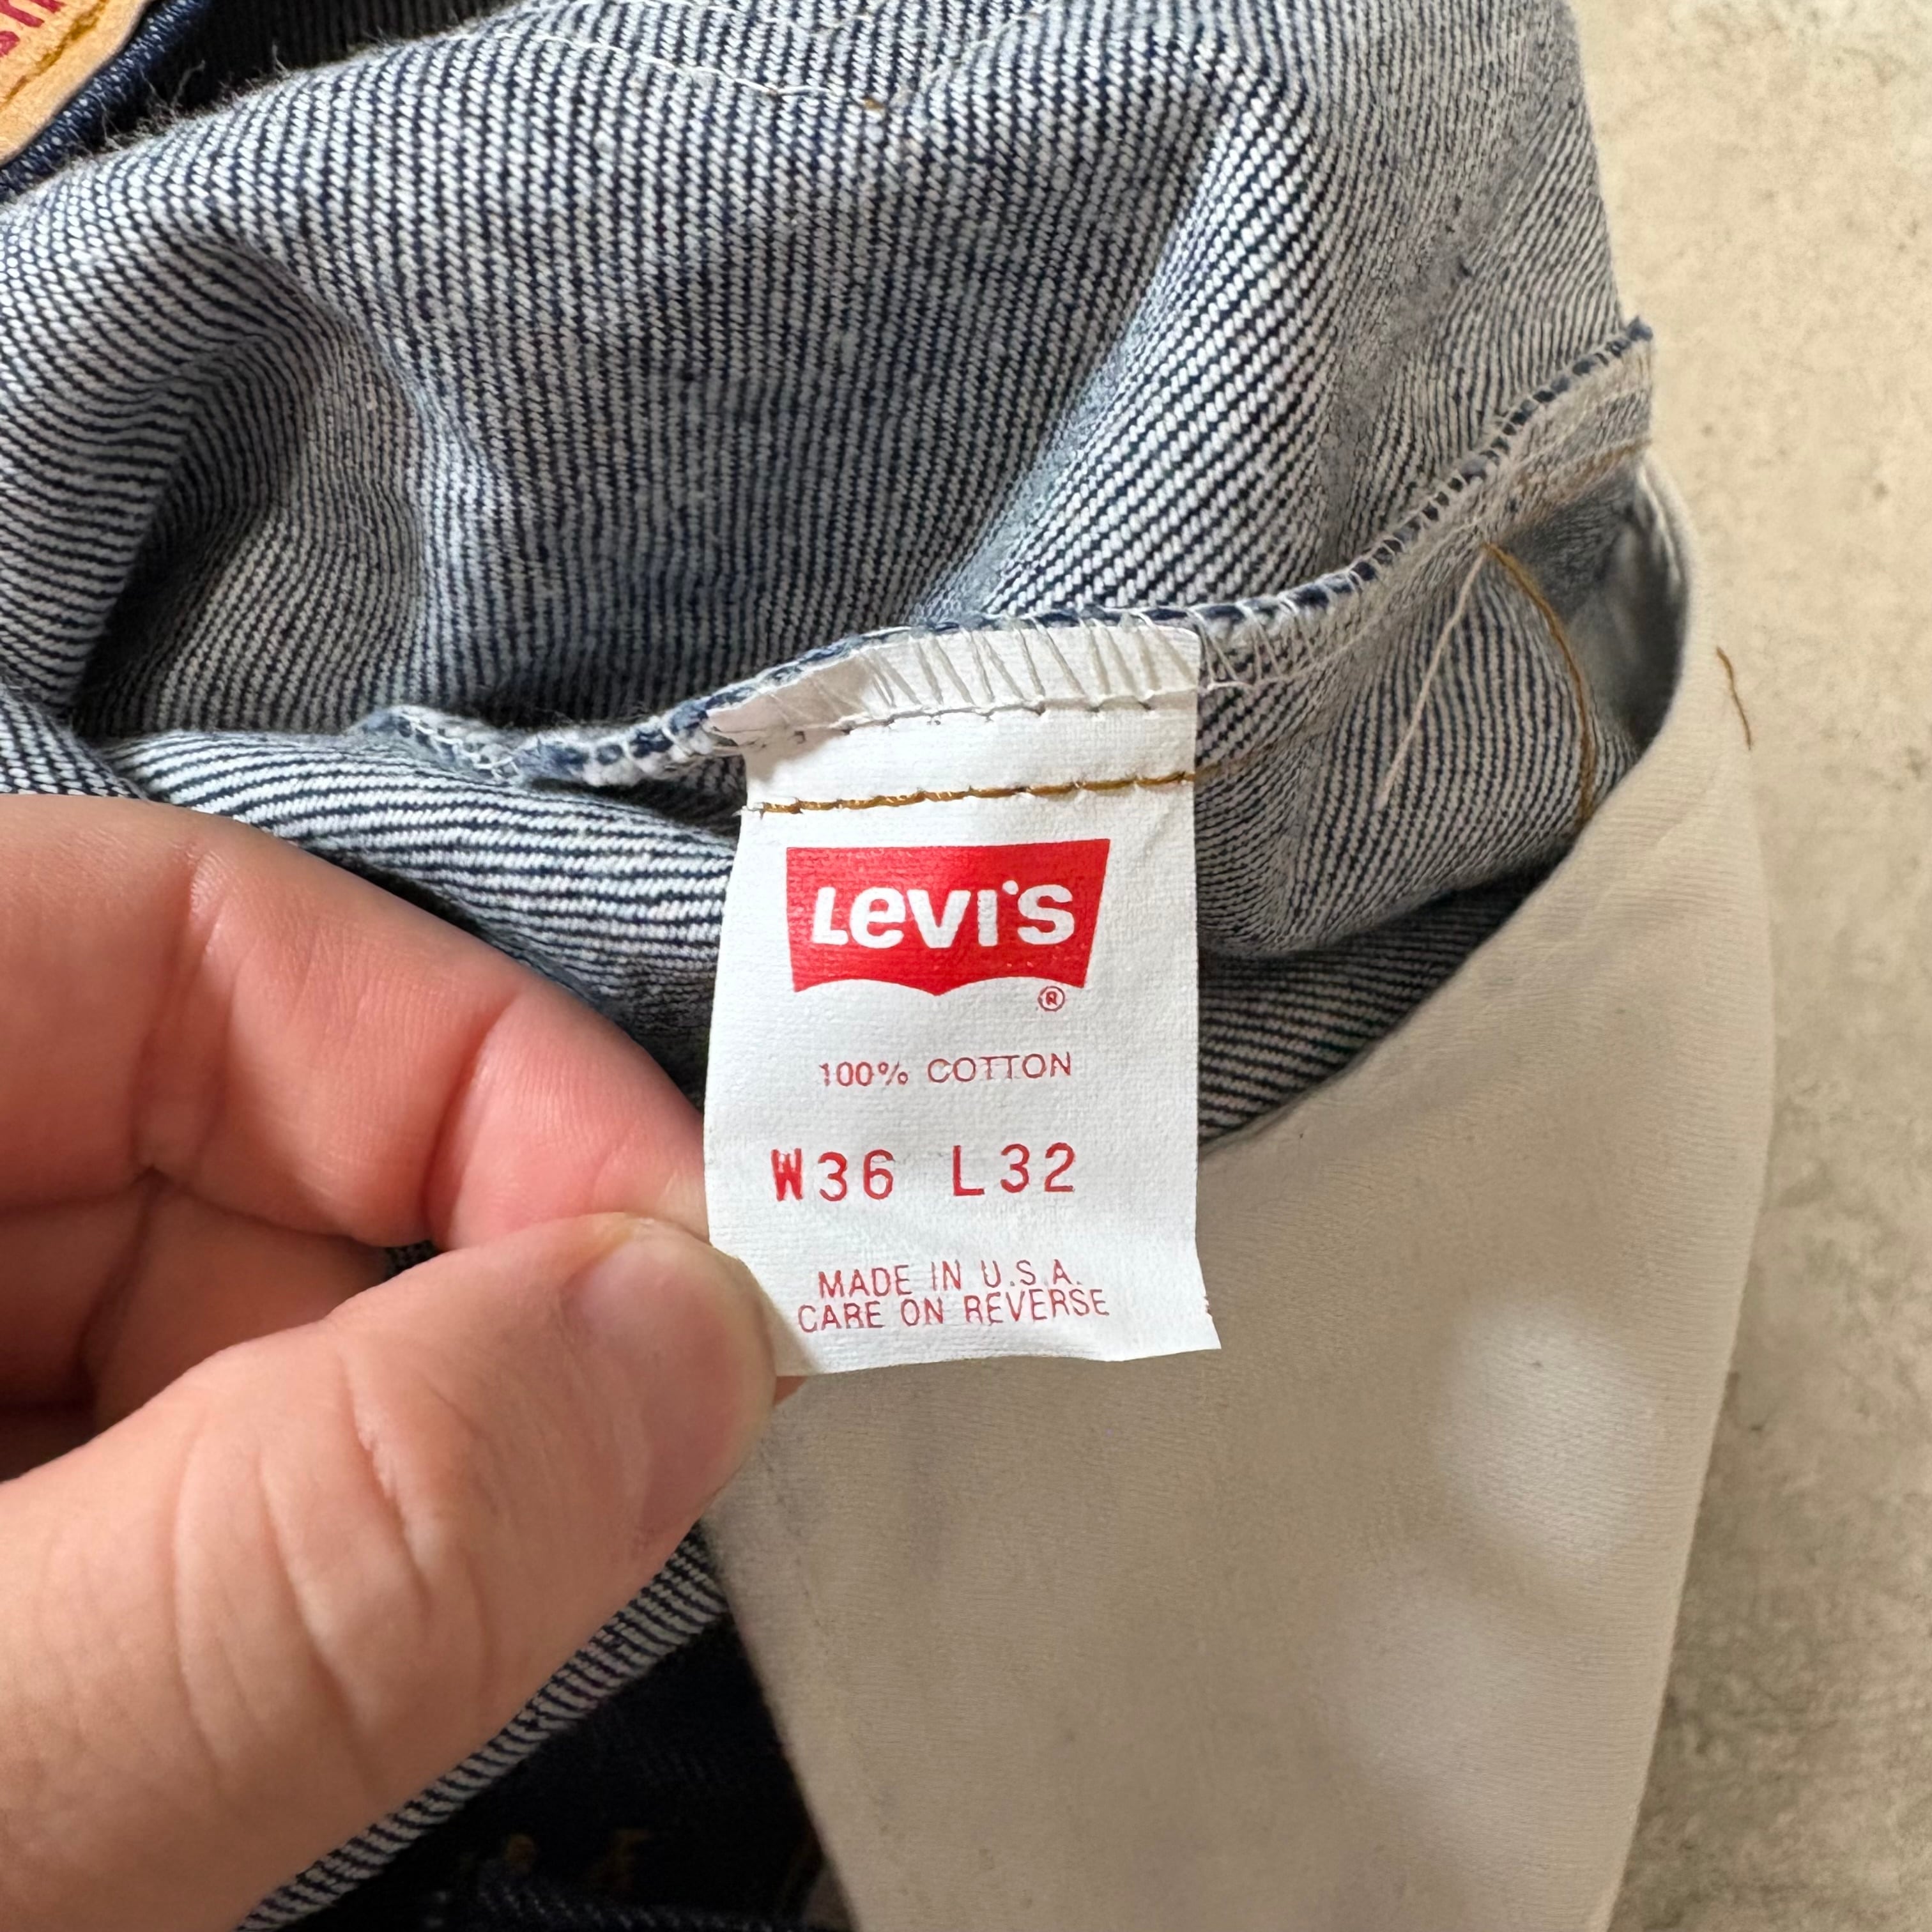 Levi's
®
100% COTTON
W36 L32
MADE IN U.S.A.
CARE ON REVERSE